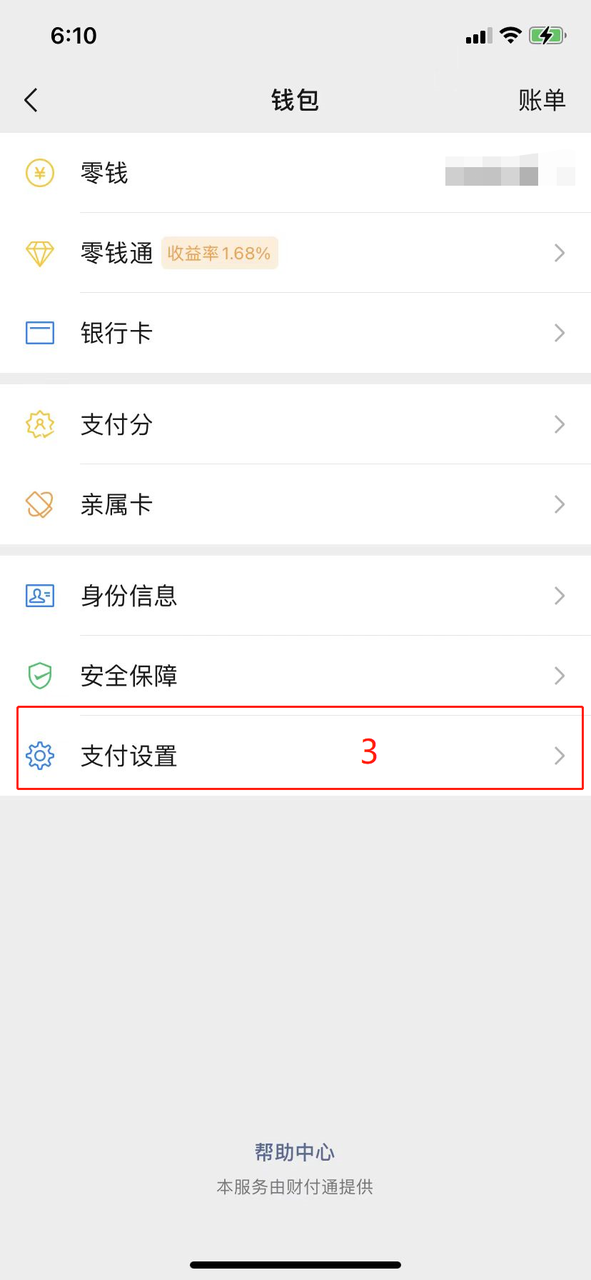 6:10
钱包
账单
零钱
零钱通 收益率1.68%
银行卡
支付分
亲属卡
身份信息
安全保障
支付设置 3
帮助中心
本服务由财付通提供